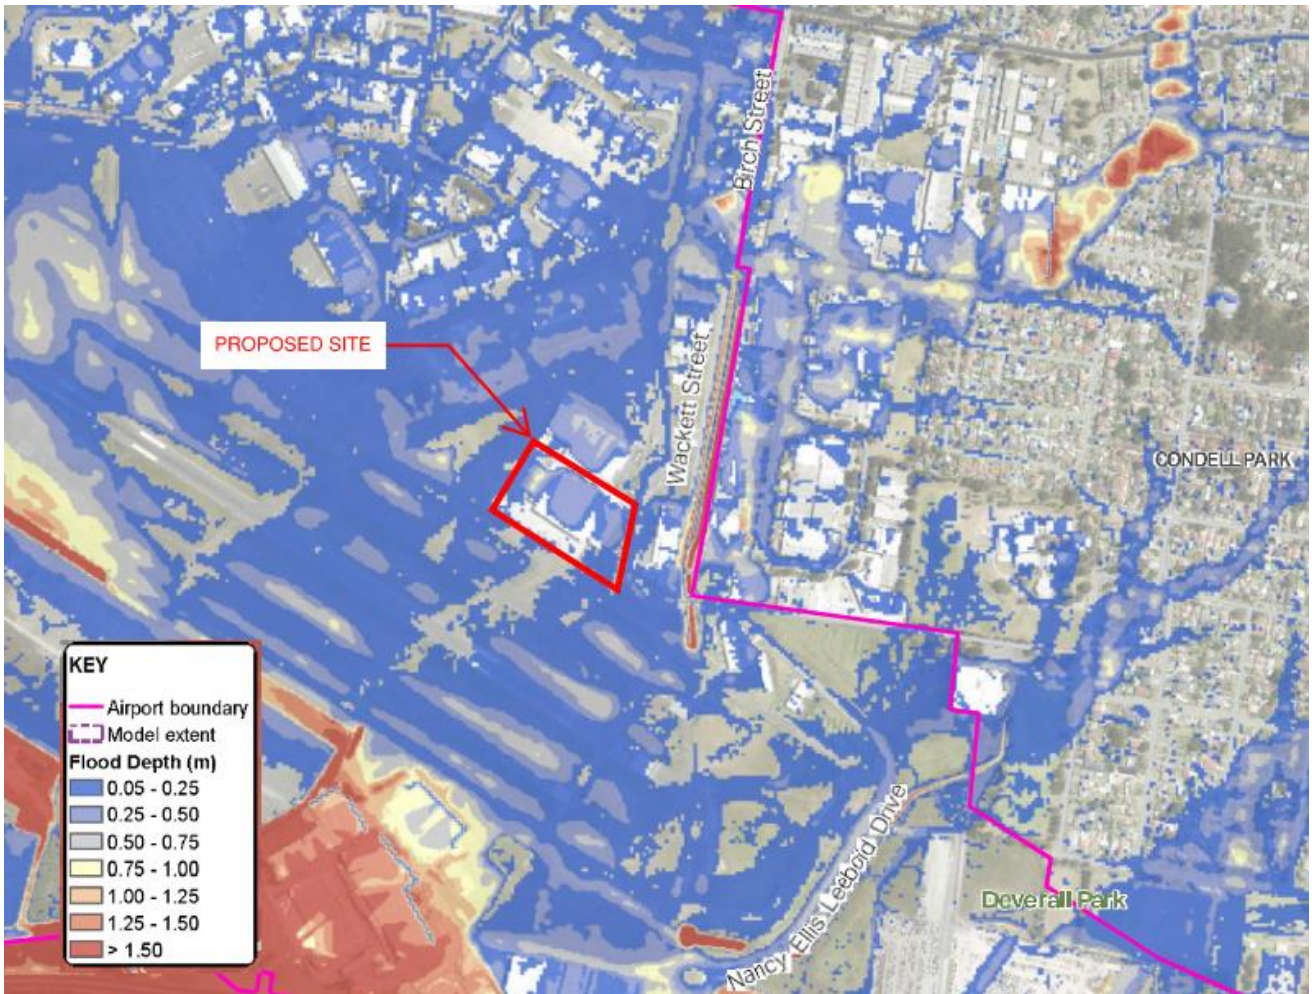 Birch Street
PROPOSED SITE
Wackett Street
CONDELL PARK
KEY
Airport boundary
Model extent
Flood Depth (m)
0.05 - 0.25
0.25 - 0.50
0.50 - 0.75
0.75 - 1.00
1.00 - 1.25
1.25 - 1.50
> 1.50
Nancy Ellis Leebold Drive
Deverall Park